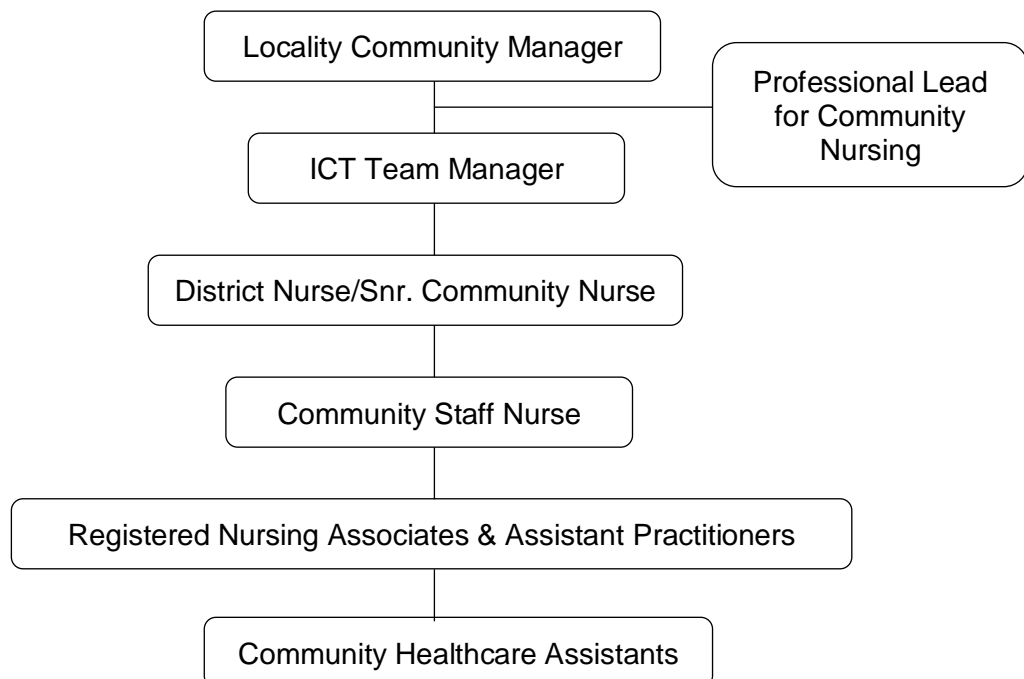 Locality Community Manager
Professional Lead
for Community
Nursing
ICT Team Manager
District Nurse/Snr. Community Nurse
Community Staff Nurse
Registered Nursing Associates & Assistant Practitioners
Community Healthcare Assistants